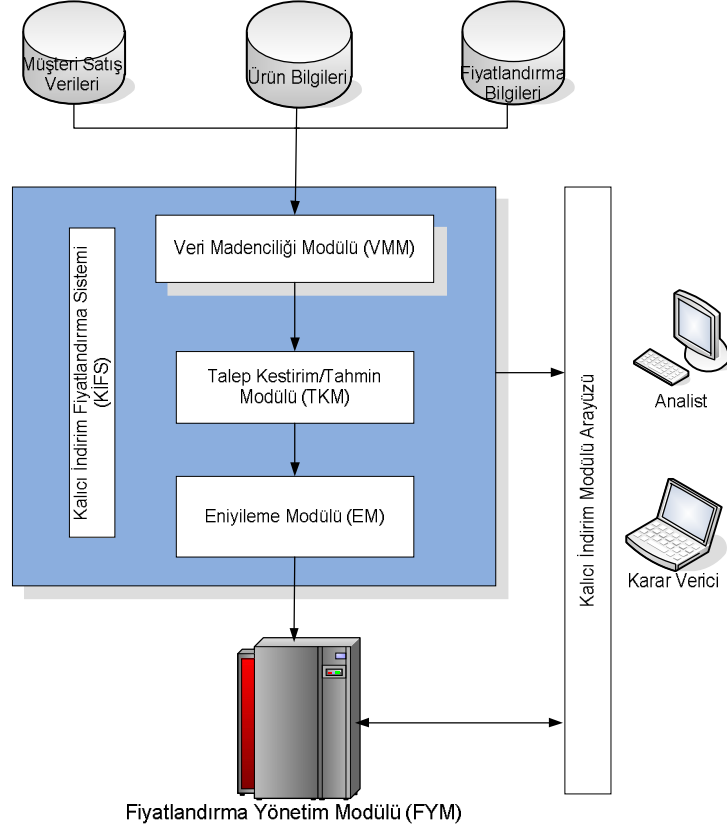 Müşteri Satış
Verileri
Ürün Bilgileri
Fiyatlandırma
Bilgileri
Kalıcı İndirim Fiyatlandırma Sistemi
(KİFS)
Veri Madenciliği Modülü (VMM)
Talep Kestirim/Tahmin
Modülü (TKM)
Eniyileme Modülü (EM)
Kalıcı İndirim Modülü Arayüzü
Analist
Karar Verici
Fiyatlandırma Yönetim Modülü (FYM)